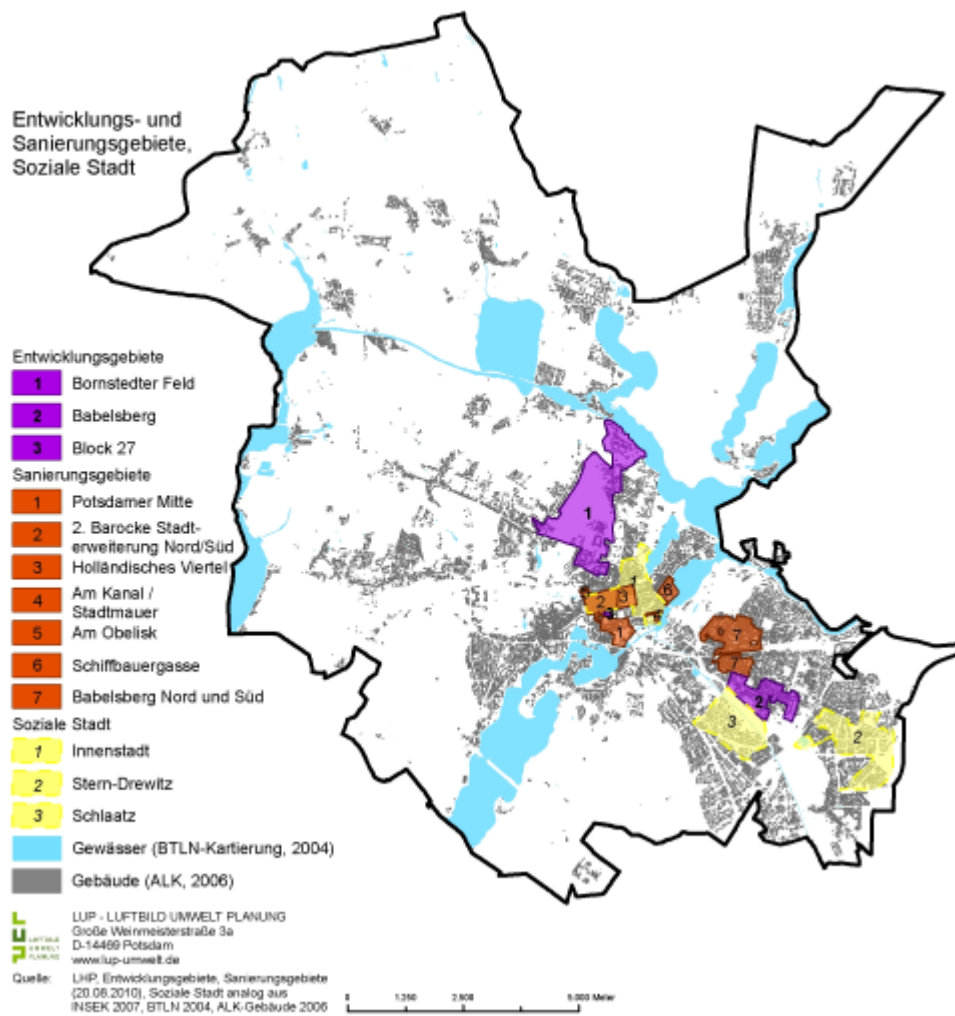 Entwicklungs- und
Sanierungsgebiete,
Soziale Stadt
Entwicklungsgebiete
1 Bornstedter Feld
2 Babelsberg
3 Block 27
Sanierungsgebiete
1 Potsdamer Mitte
2 2. Barocke Stadt-
erweiterung Nord/Süd
3 Holländisches Viertel
4 Am Kanal /
Stadtmauer
5 Am Obelisk
6 Schiffbauergasse
7 Babelsberg Nord und Süd
Soziale Stadt
1 Innenstadt
2 Stern-Drewitz
3 Schlaatz
Gewässer (BTLN-Kartierung, 2004)
Gebäude (ALK, 2006)
LUFTBILD
UMWELT
PLANUNG
LUP - LUFTBILD UMWELT PLANUNG
Große Weinmeisterstraße 3a
D-14469 Potsdam
www.lup-umwelt.de
Quelle: LHP, Entwicklungsgebiete, Sanierungsgebiete
(20.08.2010), Soziale Stadt analog aus
INSEK 2007, BTLN 2004, ALK-Gebäude 2006
0 1.250 2.500 5.000 Meter
1
1
6
2 3
1
7
7
2
3
2